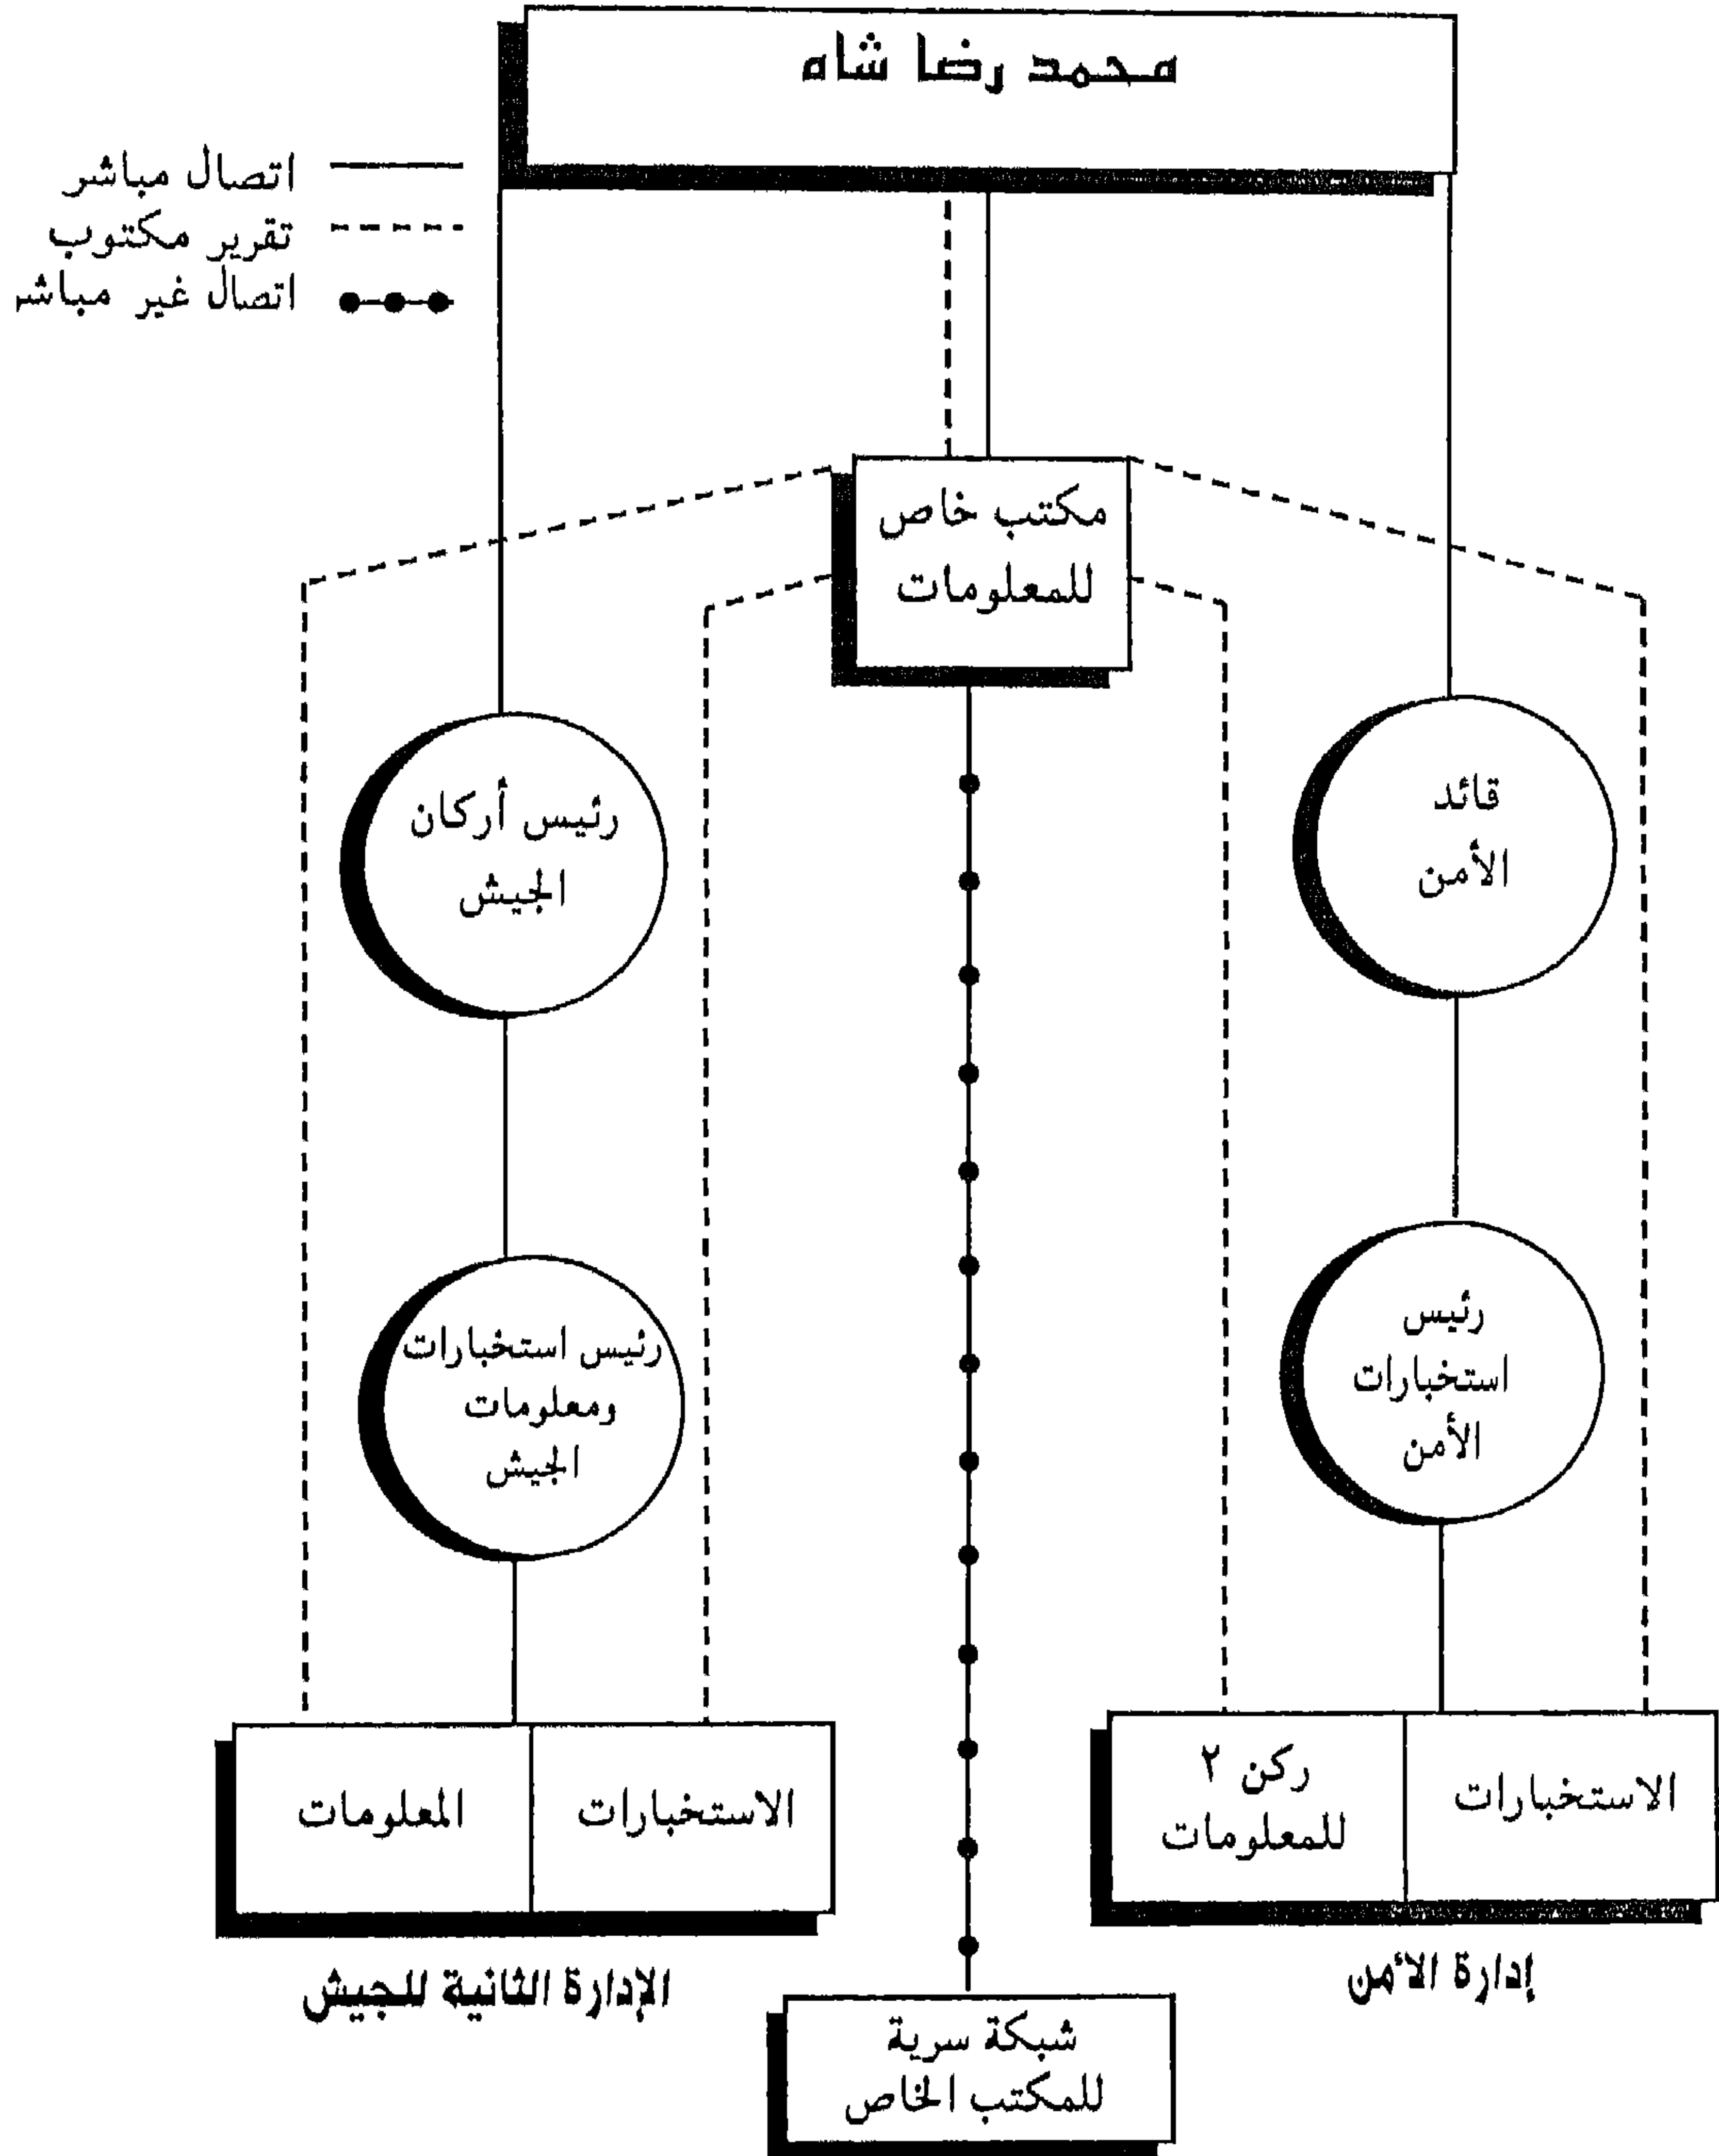 محمد رضا شاه
اتصال مباشر
تقرير مكتوب
اتصال غير مباشر
مكتب خاص
للمعلومات
قائد
الأمن
رئيس أركان
الجيش
رئيس
استخبارات
الأمن
رئيس استخبارات
ومعلومات
الجيش
الاستخبارات
ركن ٢
للمعلومات
الاستخبارات
المعلومات
إدارة الأمن
الإدارة الثانية للجيش
شبكة سرية
للمكتب الخاص